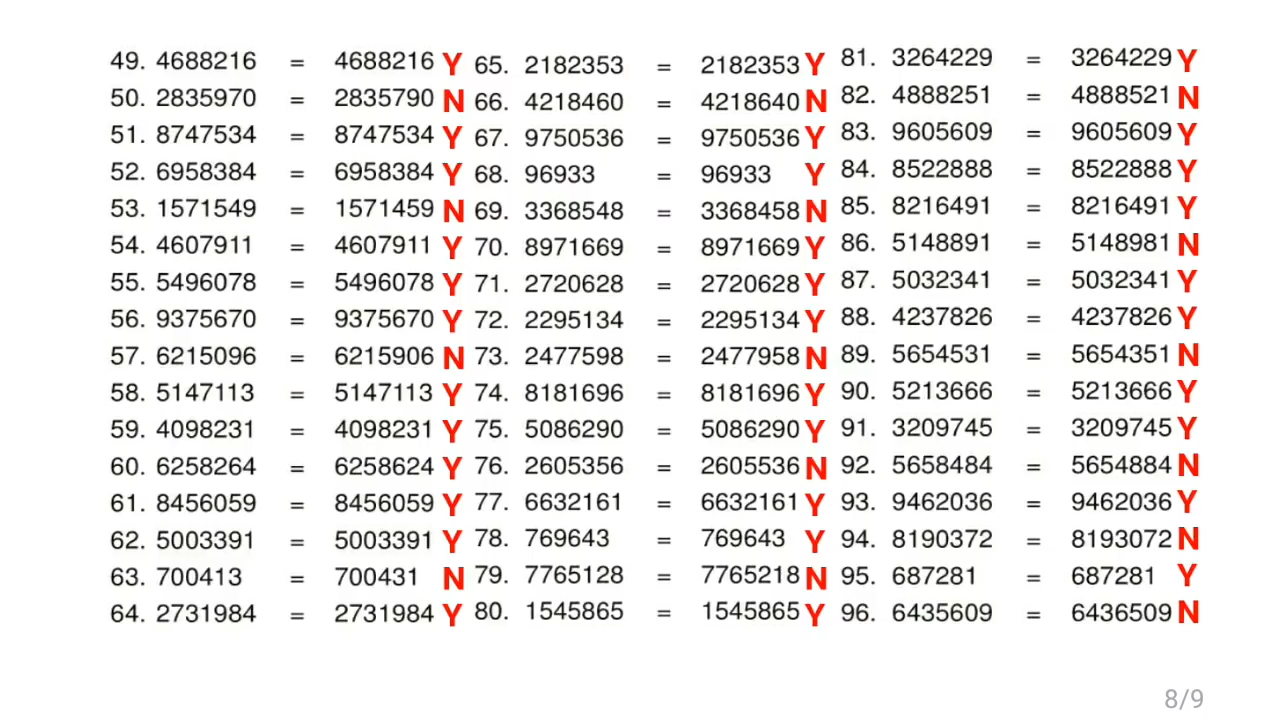 49. 4688216 = 4688216 Y
50. 2835970 = 2835790 N
51. 8747534 = 8747534 Y
52. 6958384 = 6958384 Y
53. 1571549 = 1571459 N
54. 4607911 = 4607911 Y
55. 5496078 = 5496078 Y
56. 9375670 = 9375670 Y
57. 6215096 = 6215906 N
58. 5147113 = 5147113 Y
59. 4098231 = 4098231 Y
60. 6258264 = 6258624 Y
61. 8456059 = 8456059 Y
62. 5003391 = 5003391 Y
63. 700413 = 700431 N
64. 2731984 = 2731984 Y
65. 2182353 = 2182353 Y
66. 4218460 = 4218640 N
67. 9750536 = 9750536 Y
68. 96933 = 96933 Y
69. 3368548 = 3368458 N
70. 8971669 = 8971669 Y
71. 2720628 = 2720628 Y
72. 2295134 = 2295134 Y
73. 2477598 = 2477958 N
74. 8181696 = 8181696 Y
75. 5086290 = 5086290 Y
76. 2605356 = 2605536 N
77. 6632161 = 6632161 Y
78. 769643 = 769643 Y
79. 7765128 = 7765218 N
80. 1545865 = 1545865 Y
81. 3264229 = 3264229 Y
82. 4888251 = 4888521 N
83. 9605609 = 9605609 Y
84. 8522888 = 8522888 Y
85. 8216491 = 8216491 Y
86. 5148891 = 5148981 N
87. 5032341 = 5032341 Y
88. 4237826 = 4237826 Y
89. 5654531 = 5654351 N
90. 5213666 = 5213666 Y
91. 3209745 = 3209745 Y
92. 5658484 = 5654884 N
93. 9462036 = 9462036 Y
94. 8190372 = 8193072 N
95. 687281 = 687281 Y
96. 6435609 = 6436509 N
8/9